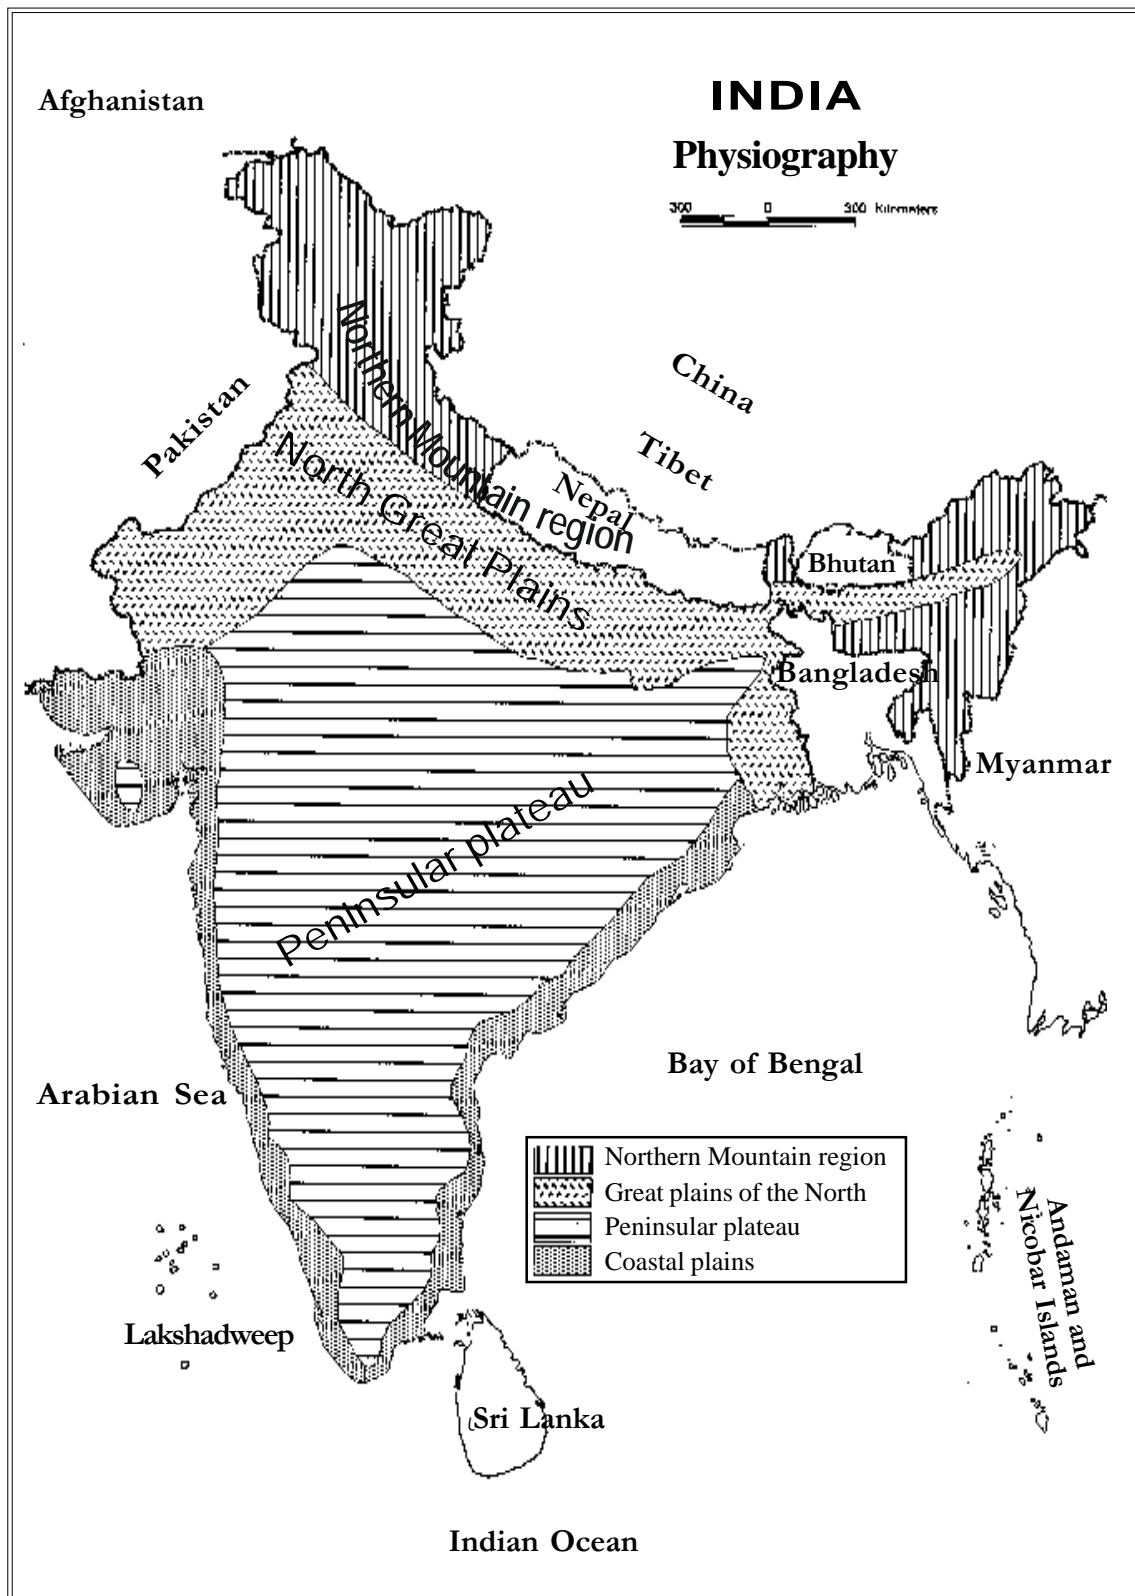 INDIA
Afghanistan
Physiography
300 0 300 Kilometers
China
Pakistan
Tibet
Northern Mountain region
North Great Plains
Nepal
Bhutan
Bangladesh
Myanmar
Peninsular plateau
Bay of Bengal
Arabian Sea
Northern Mountain region
Great plains of the North
Peninsular plateau
Coastal plains
Andaman and
Nicobar Islands
Lakshadweep
Sri Lanka
Indian Ocean